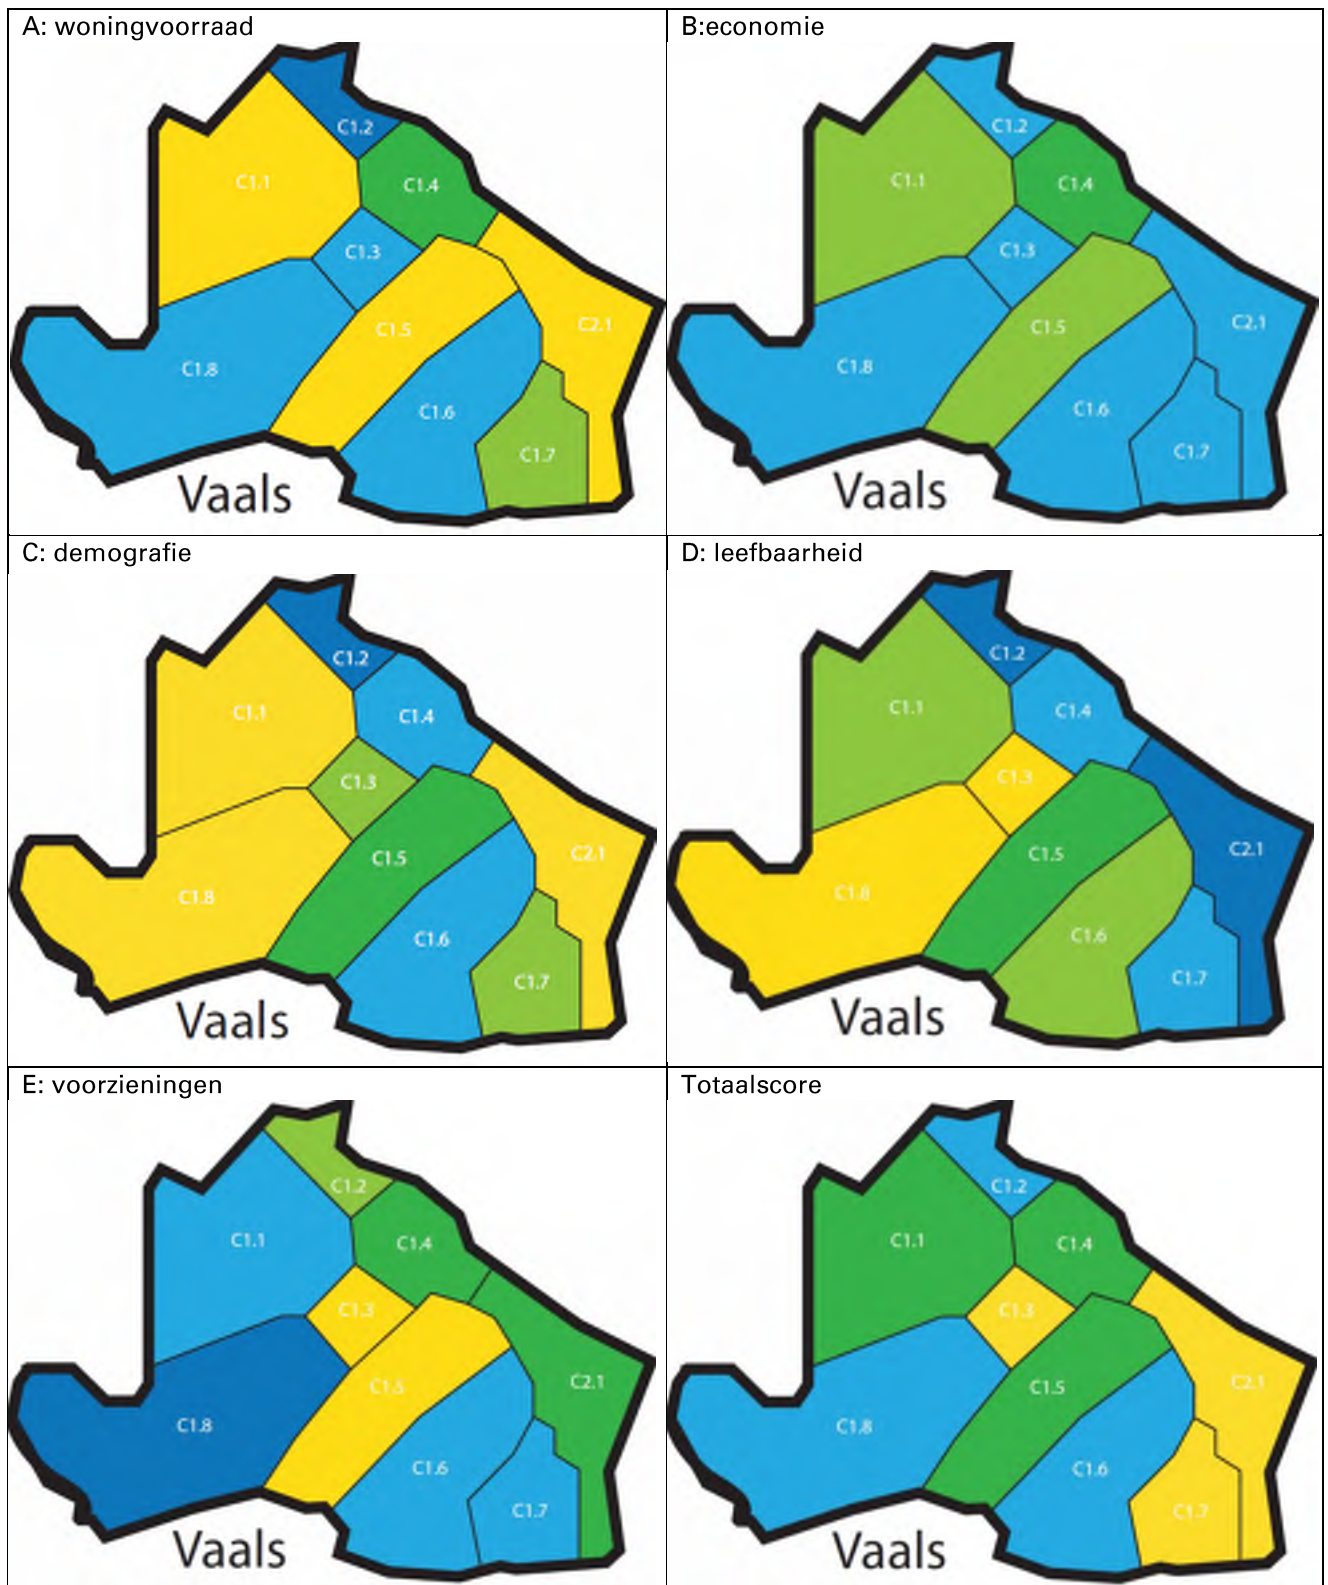 A: woningvoorraad
C1.2
C1.1
C1.4
C1.3
C1.5
C2.1
C1.8
C1.6
C1.7
Vaals
B:economie
C1.2
C1.1
C1.4
C1.3
C1.5
C2.1
C1.8
C1.6
C1.7
Vaals
C: demografie
C1.2
C1.1
C1.4
C1.3
C1.5
C2.1
C1.8
C1.6
C1.7
Vaals
D: leefbaarheid
C1.2
C1.1
C1.4
C1.3
C1.5
C2.1
C1.8
C1.6
C1.7
Vaals
E: voorzieningen
C1.2
C1.1
C1.4
C1.3
C1.5
C2.1
C1.8
C1.6
C1.7
Vaals
Totaalscore
C1.2
C1.1
C1.4
C1.3
C1.5
C2.1
C1.8
C1.6
C1.7
Vaals